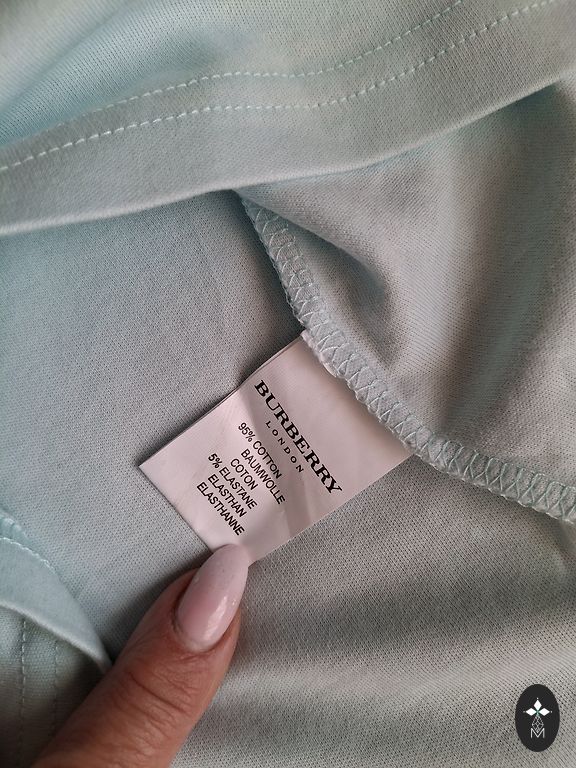 BURBERRY
LONDON
95% COTTON
BAUMWOLLE
COTON
5% ELASTANE
ELASTHAN
ELASTHANNE
M